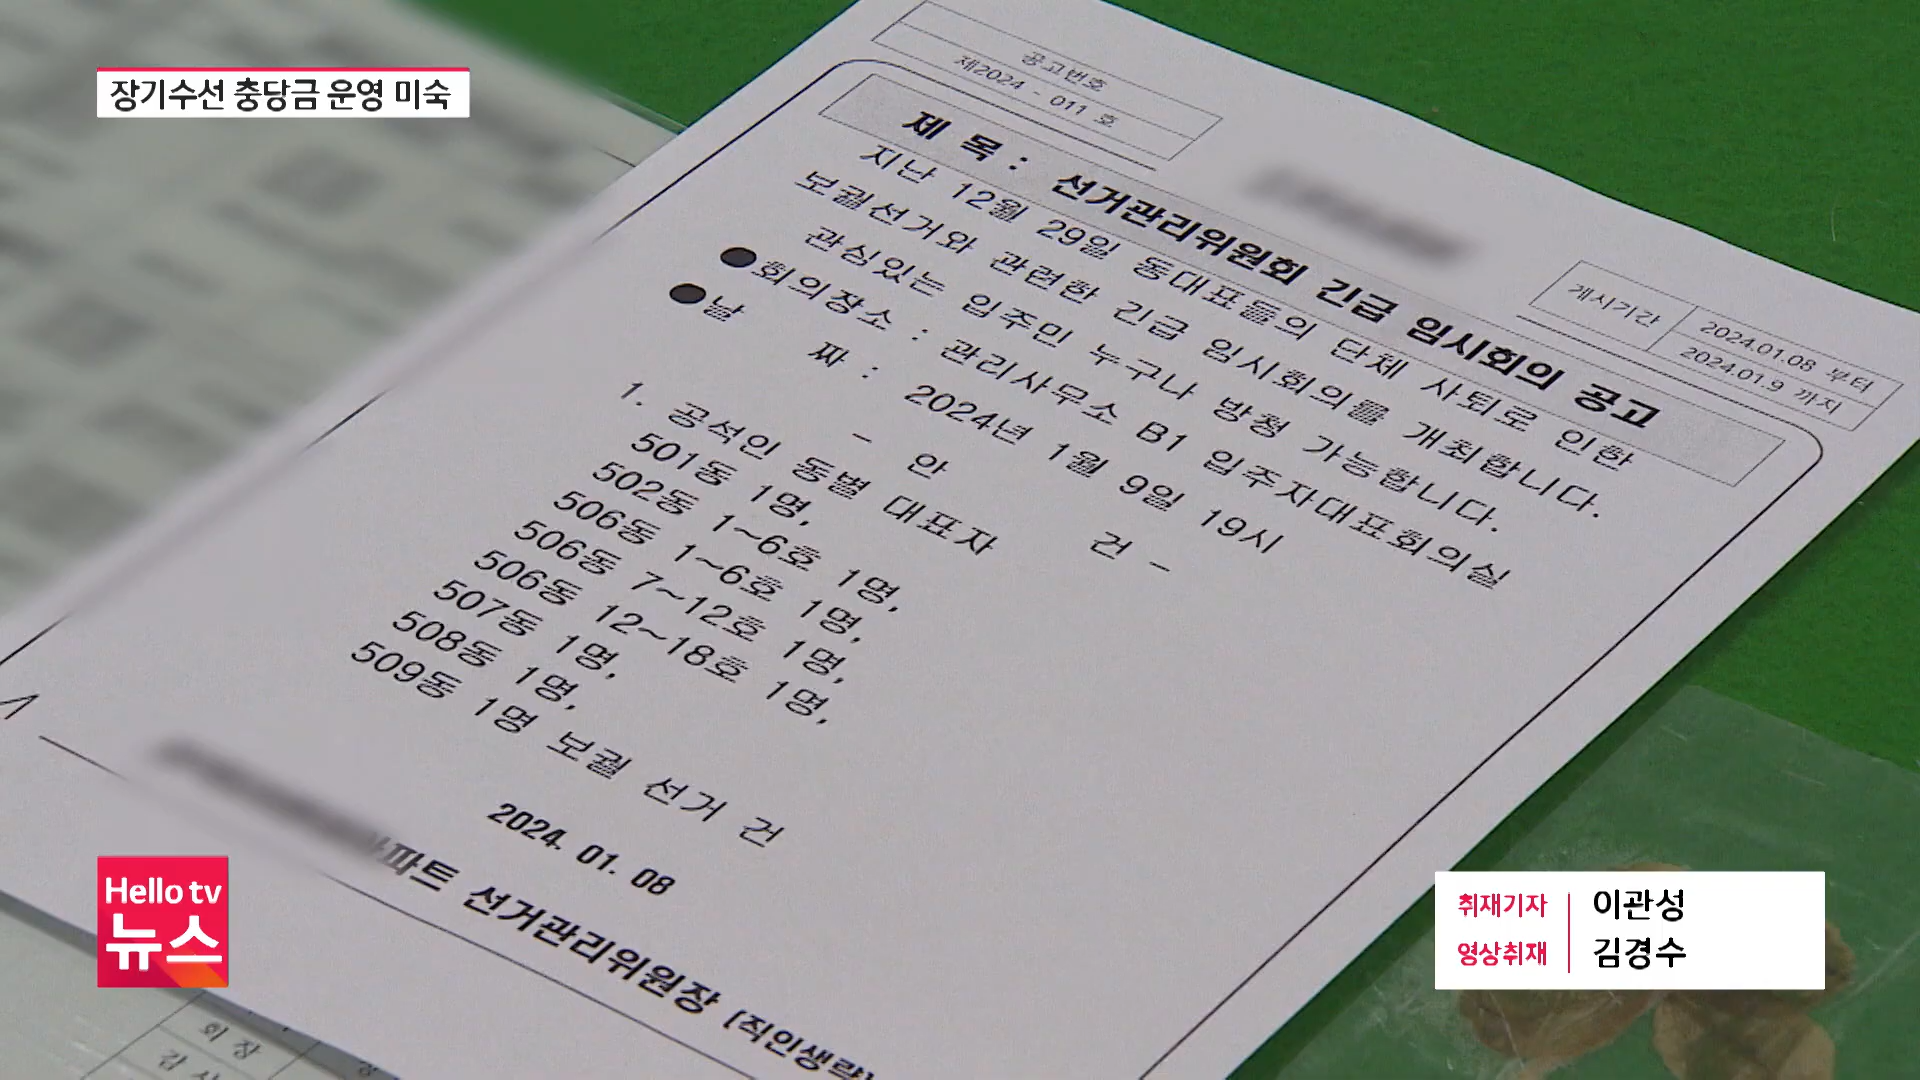 장기수선 충당금 운영 미숙
공고번호
제2024 - 011 호
게시기간
2024.01.08 부터
2024.01.9 까지
제 목 : 선거관리위원회 긴급 임시회의 공고
지난 12월 29일 동대표들의 단체 사퇴로 인한
보궐선거와 관련한 긴급 임시회의를 개최합니다.
관심있는 입주민 누구나 방청 가능합니다.
●회의장소 : 관리사무소 B1 입주자대표회의실
●날 짜 : 2024년 1월 9일 19시
- 안 건 -
1. 공석인 동별 대표자
501동 1명,
502동 1~6호 1명,
506동 1~6호 1명,
506동 7~12호 1명,
506동 12~18호 1명,
507동 1명,
508동 1명,
509동 1명 보궐 선거 건
2024. 01. 08
파트 선거관리위원장 (직인생략)
회 장
감 사
Hello tv
뉴스
취재기자 이관성
영상취재 김경수